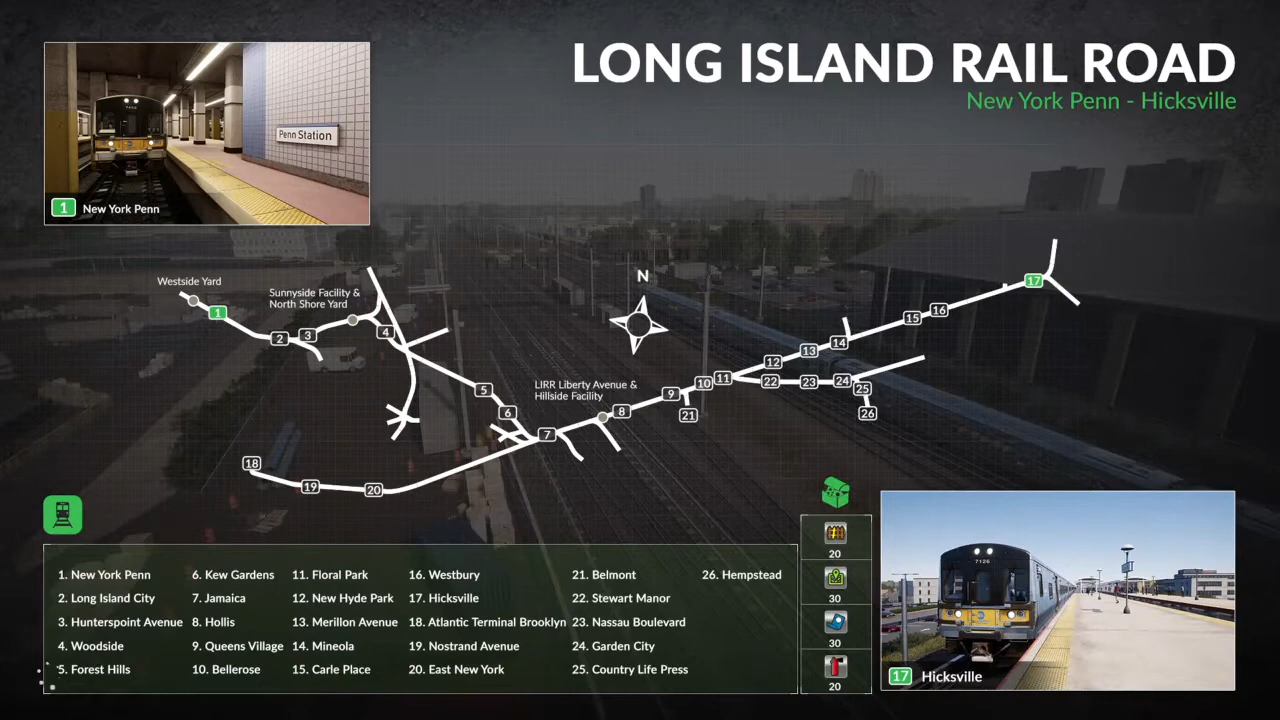 LONG ISLAND RAIL ROAD
New York Penn - Hicksville
Penn Station
1 New York Penn
N
Westside Yard
Sunnyside Facility &
North Shore Yard
LIRR Liberty Avenue &
Hillside Facility
1
2
3
4
5
6
7
8
9
10
11
12
13
14
15
16
17
18
19
20
21
22
23
24
25
26
1. New York Penn
2. Long Island City
3. Hunterspoint Avenue
4. Woodside
5. Forest Hills
6. Kew Gardens
7. Jamaica
8. Hollis
9. Queens Village
10. Bellerose
11. Floral Park
12. New Hyde Park
13. Merillon Avenue
14. Mineola
15. Carle Place
16. Westbury
17. Hicksville
18. Atlantic Terminal Brooklyn
19. Nostrand Avenue
20. East New York
21. Belmont
22. Stewart Manor
23. Nassau Boulevard
24. Garden City
25. Country Life Press
26. Hempstead
20
30
30
20
7126
17 Hicksville